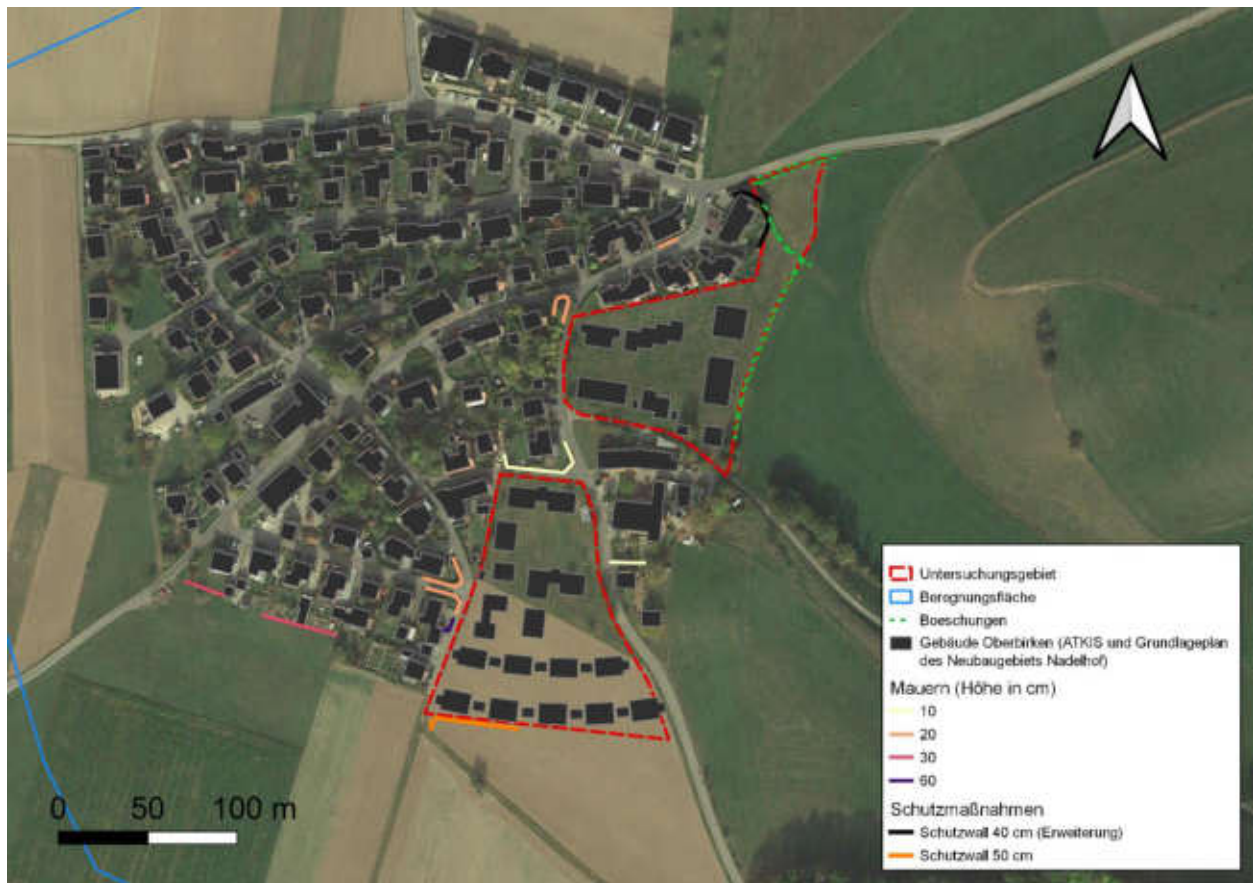 Untersuchungsgebiet
Beregnungsfläche
Boeschungen
Gebäude Oberbirken (ATKIS und Grundlageplan
des Neubaugebiets Nadelhof)
Mauern (Höhe in cm)
10
20
30
60
Schutzmaßnahmen
Schutzwall 40 cm (Erweiterung)
Schutzwall 50 cm
0 50 100 m